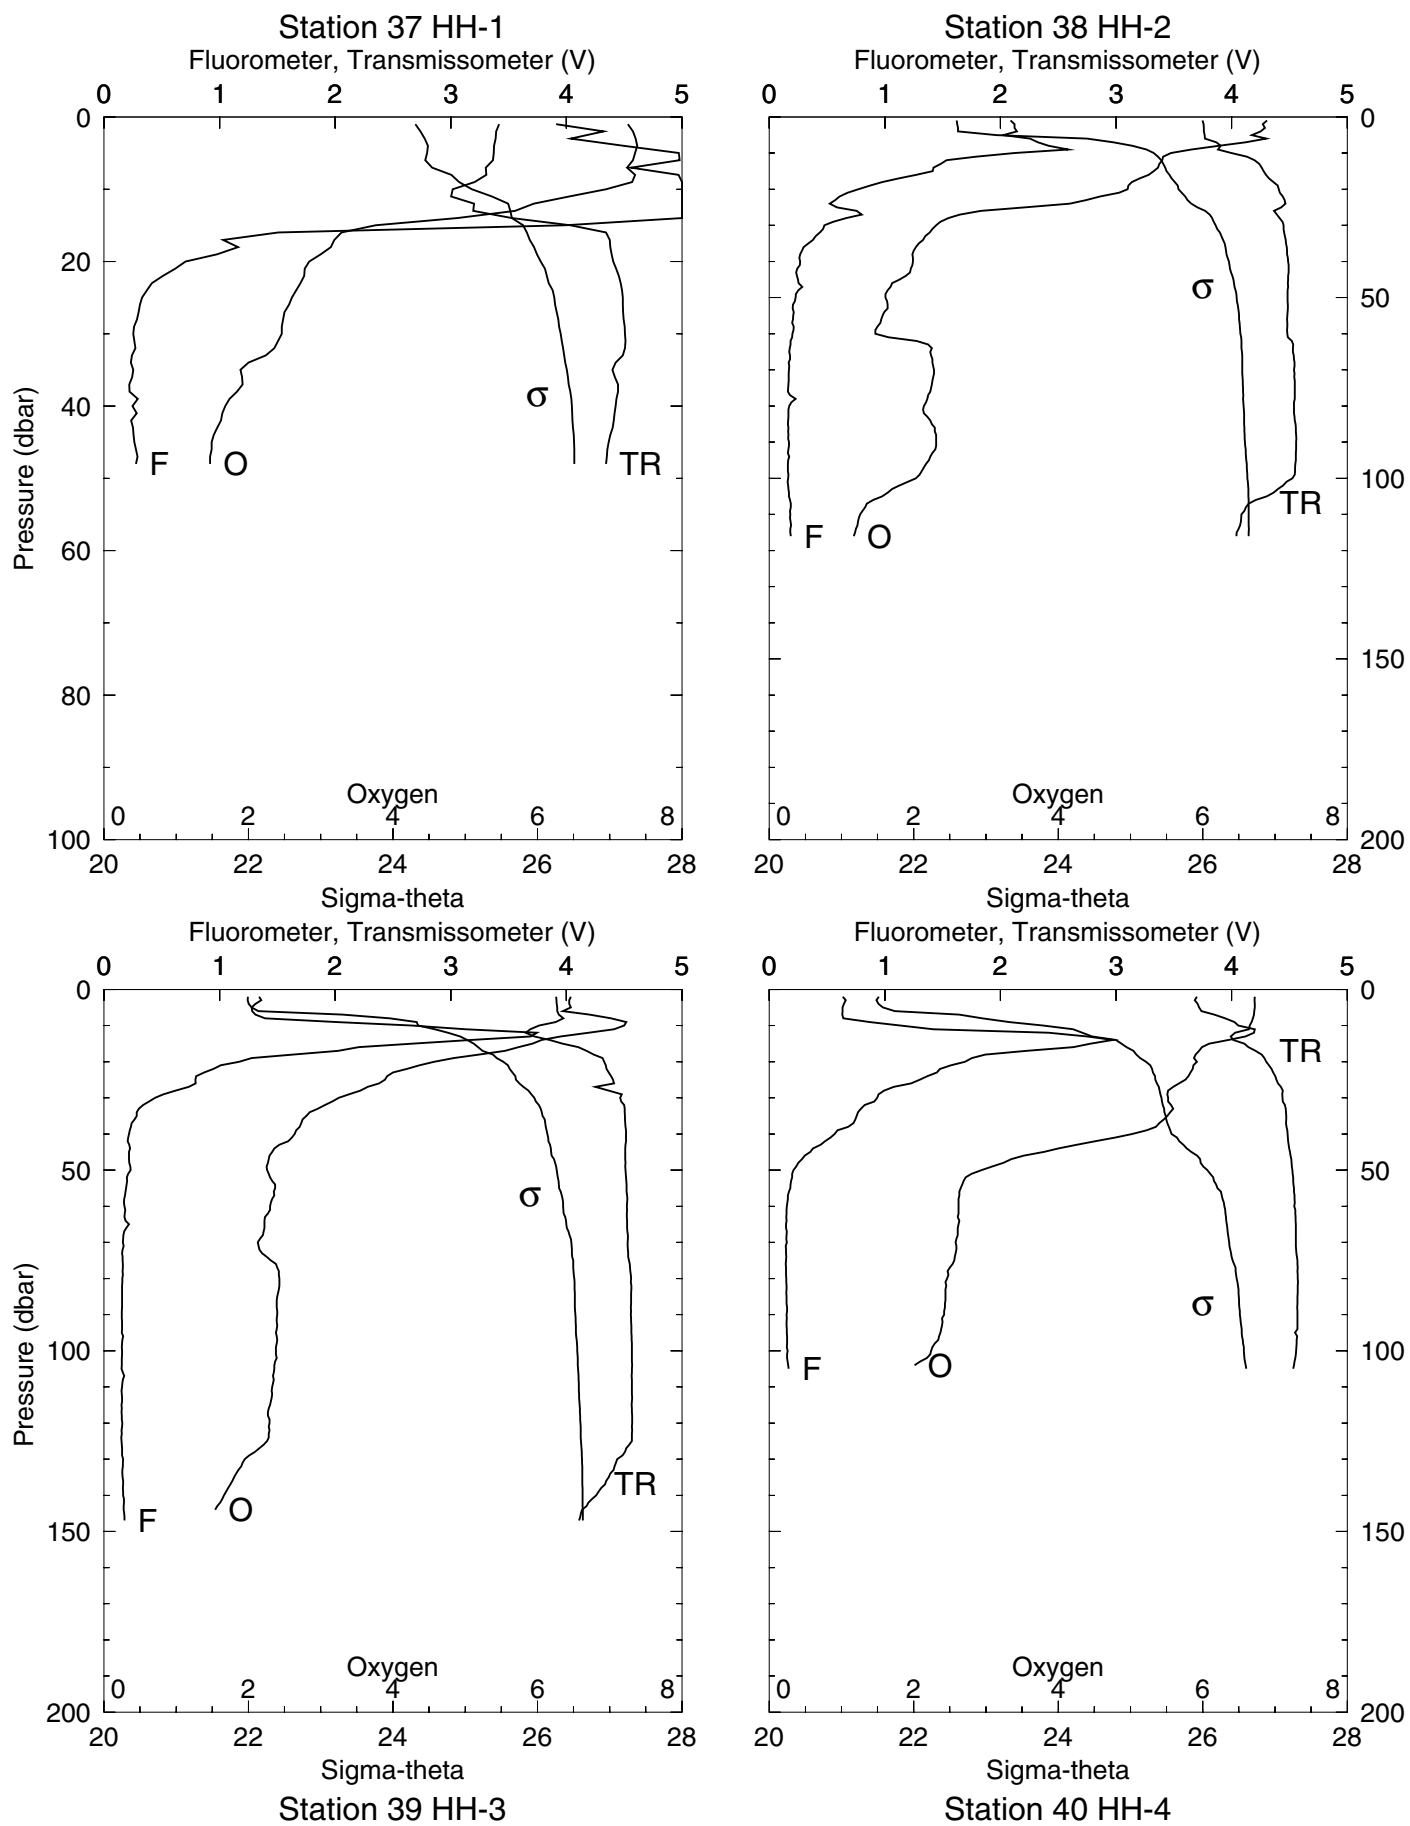 Station 37 HH-1
Fluorometer, Transmissometer (V)
0 1 2 3 4 5
0
20
40
60
80
100
Pressure (dbar)
σ
F O TR
Oxygen
0 2 4 6 8
20 22 24 26 28
Sigma-theta
Station 38 HH-2
Fluorometer, Transmissometer (V)
0 1 2 3 4 5
0
50
100
150
200
σ
TR
F O
Oxygen
0 2 4 6 8
20 22 24 26 28
Sigma-theta
Fluorometer, Transmissometer (V)
0 1 2 3 4 5
0
50
100
150
200
Pressure (dbar)
σ
TR
F O
Oxygen
0 2 4 6 8
20 22 24 26 28
Sigma-theta
Station 39 HH-3
Fluorometer, Transmissometer (V)
0 1 2 3 4 5
0
50
100
150
200
TR
σ
F O
Oxygen
0 2 4 6 8
20 22 24 26 28
Sigma-theta
Station 40 HH-4